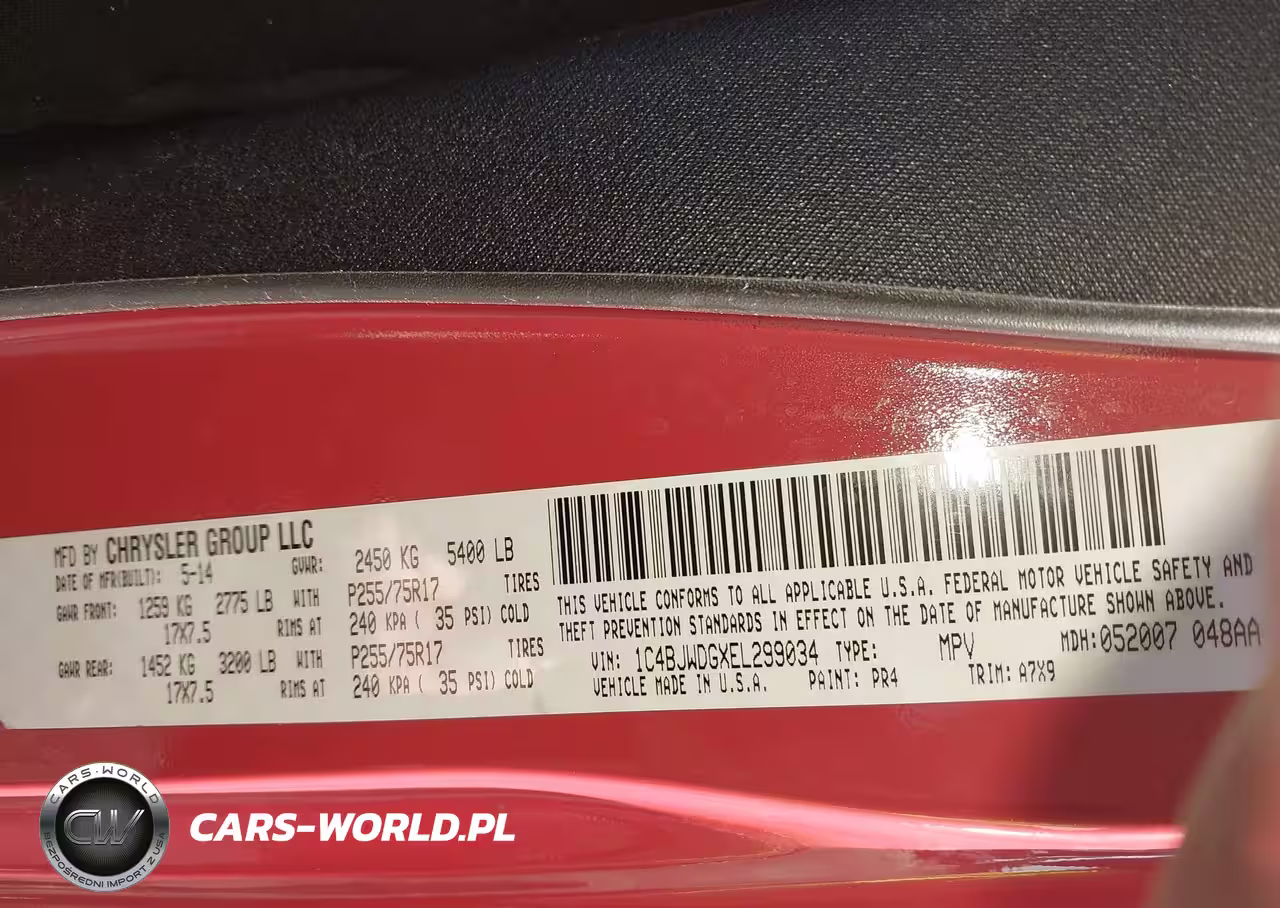 MFD BY CHRYSLER GROUP LLC
DATE OF MFR(BUILT): 5-14 GVWR: 2450 KG 5400 LB
GAWR FRONT: 1259 KG 2775 LB WITH P255/75R17 TIRES
17X7.5 RIMS AT 240 KPA ( 35 PSI) COLD
GAWR REAR: 1452 KG 3200 LB WITH P255/75R17 TIRES
17X7.5 RIMS AT 240 KPA ( 35 PSI) COLD
THIS VEHICLE CONFORMS TO ALL APPLICABLE U.S.A. FEDERAL MOTOR VEHICLE SAFETY AND
THEFT PREVENTION STANDARDS IN EFFECT ON THE DATE OF MANUFACTURE SHOWN ABOVE.
VIN: 1C4BJWDGXEL299034 TYPE: MPV MDH:052007 048AA
VEHICLE MADE IN U.S.A. PAINT: PR4 TRIM: A7X9
CARS-WORLD
CW
BEZPOŚREDNI IMPORT Z USA
CARS-WORLD.PL